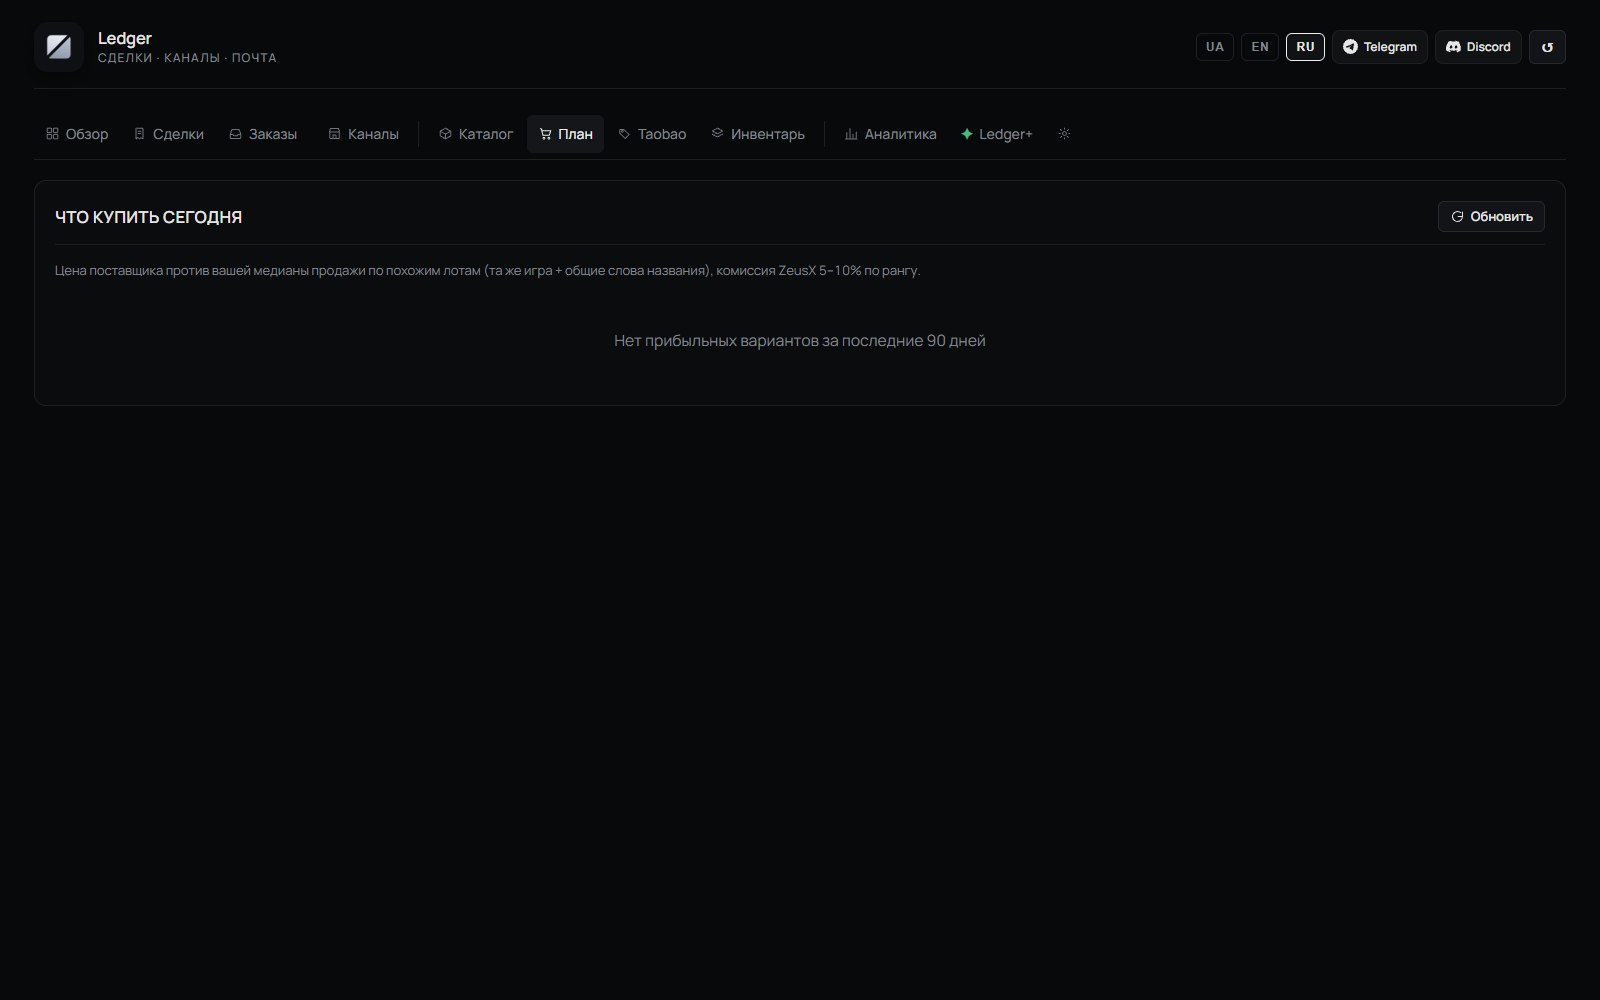 Ledger
СДЕЛКИ · КАНАЛЫ · ПОЧТА
UA EN RU Telegram Discord
Обзор Сделки Заказы Каналы Каталог План Taobao Инвентарь Аналитика Ledger+
ЧТО КУПИТЬ СЕГОДНЯ
Обновить
Цена поставщика против вашей медианы продажи по похожим лотам (та же игра + общие слова названия), комиссия ZeusX 5–10% по рангу.
Нет прибыльных вариантов за последние 90 дней